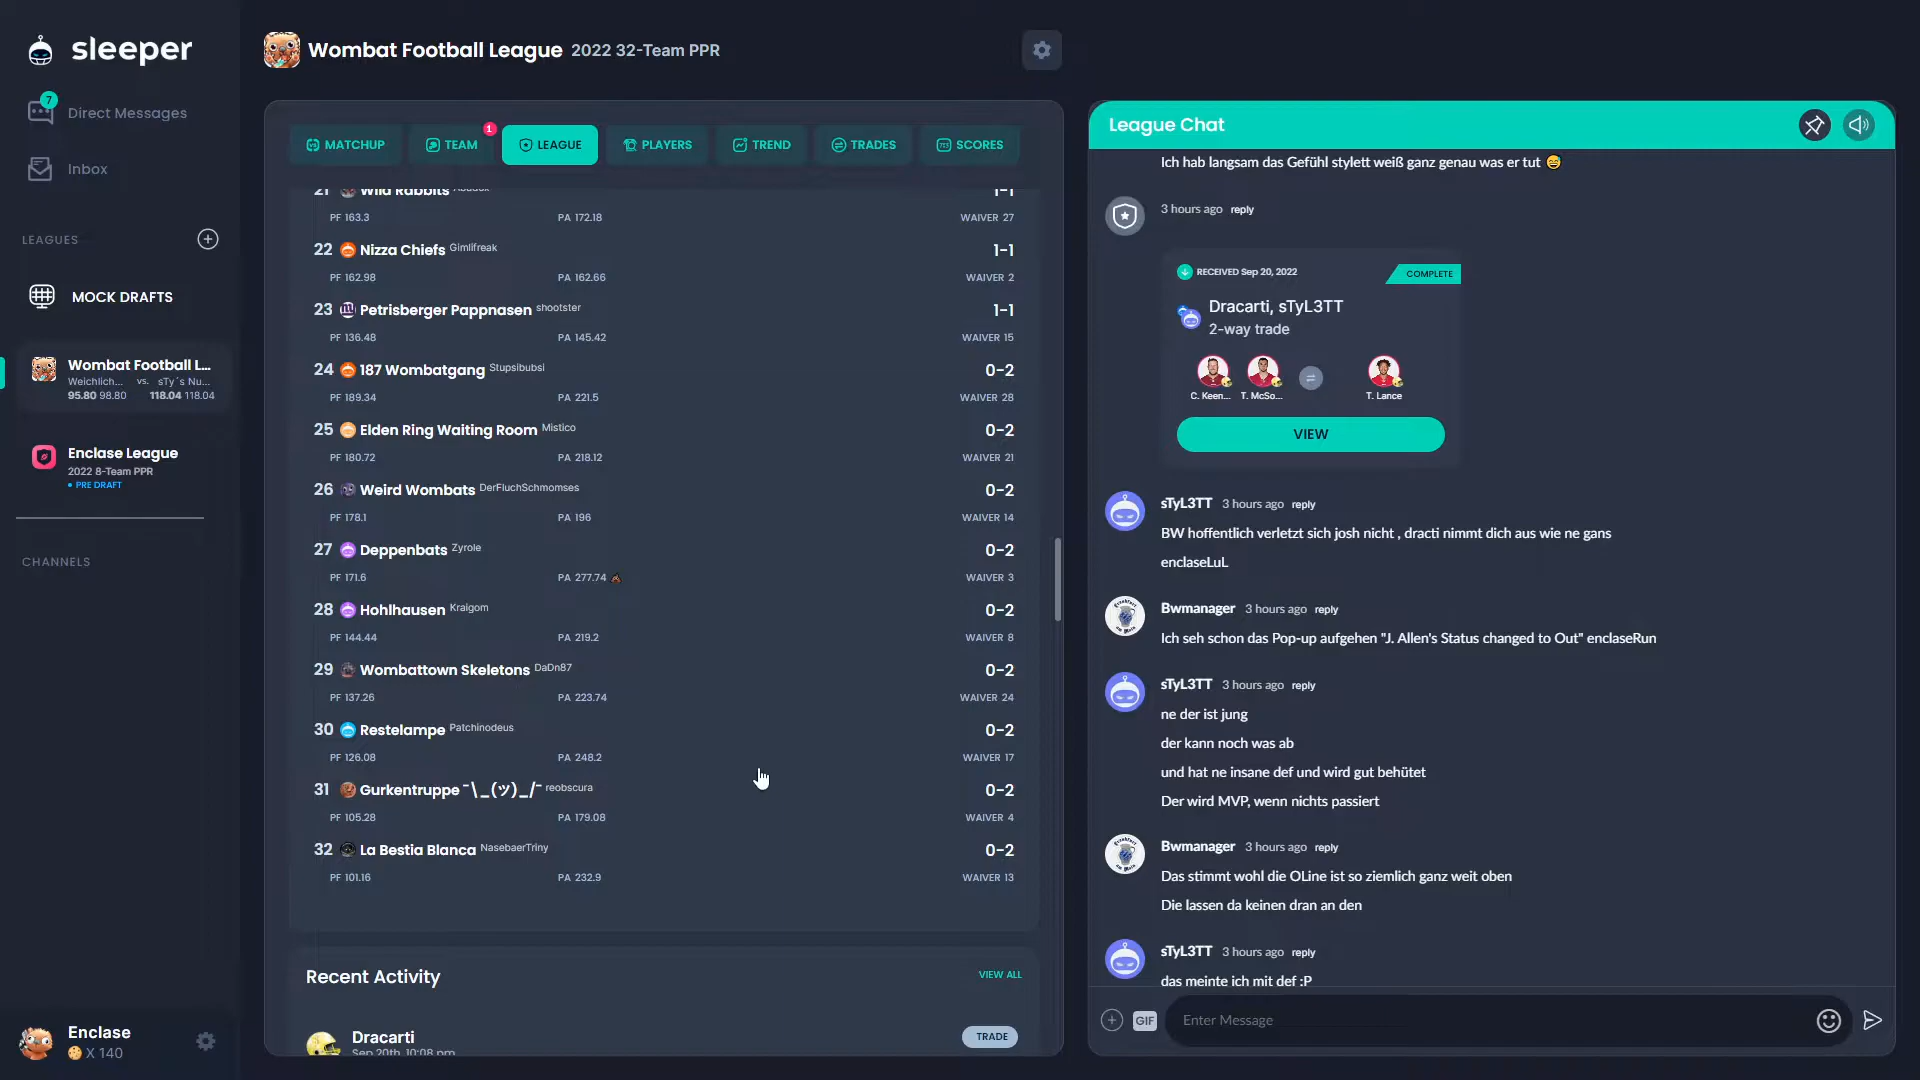 sleeper
7
Direct Messages
Inbox
LEAGUES
MOCK DRAFTS
Wombat Football L...
Weichlich... vs. sTy´s Nu...
95.80 98.80 118.04 118.04
Enclase League
2022 8-Team PPR
PRE DRAFT
CHANNELS
Enclase
X 140
Wombat Football League 2022 32-Team PPR
MATCHUP
TEAM
1
LEAGUE
PLAYERS
TREND
TRADES
SCORES
21 Wild Rabbits 1-1
PF 163.3 PA 172.18 WAIVER 27
22 Nizza Chiefs Gimlifreak 1-1
PF 162.98 PA 162.66 WAIVER 2
23 Petrisberger Pappnasen shootster 1-1
PF 136.48 PA 145.42 WAIVER 15
24 187 Wombatgang Stupsibubsi 0-2
PF 189.34 PA 221.5 WAIVER 28
25 Elden Ring Waiting Room Mistico 0-2
PF 180.72 PA 218.12 WAIVER 21
26 Weird Wombats DerFluchSchmomses 0-2
PF 178.1 PA 196 WAIVER 14
27 Deppenbats Zyrole 0-2
PF 171.6 PA 277.74 WAIVER 3
28 Hohlhausen Kraigom 0-2
PF 144.44 PA 219.2 WAIVER 8
29 Wombattown Skeletons DaDn87 0-2
PF 137.26 PA 223.74 WAIVER 24
30 Restelampe Patchinodeus 0-2
PF 126.08 PA 248.2 WAIVER 17
31 Gurkentruppe ¯\_(ツ)_/¯ reobscura 0-2
PF 105.28 PA 179.08 WAIVER 4
32 La Bestia Blanca NasebaerTriny 0-2
PF 101.16 PA 232.9 WAIVER 13
Recent Activity
VIEW ALL
Dracarti
TRADE
Sep 20th, 10:08 pm
League Chat
Ich hab langsam das Gefühl stylett weiß ganz genau was er tut 😅
3 hours ago reply
RECEIVED Sep 20, 2022
COMPLETE
Dracarti, sTyL3TT
2-way trade
C. Keen... T. McSo... T. Lance
VIEW
sTyL3TT 3 hours ago reply
BW hoffentlich verletzt sich josh nicht , dracti nimmt dich aus wie ne gans
enclaseLuL
Bwmanager 3 hours ago reply
Ich seh schon das Pop-up aufgehen "J. Allen's Status changed to Out" enclaseRun
sTyL3TT 3 hours ago reply
ne der ist jung
der kann noch was ab
und hat ne insane def und wird gut behütet
Der wird MVP, wenn nichts passiert
Bwmanager 3 hours ago reply
Das stimmt wohl die OLine ist so ziemlich ganz weit oben
Die lassen da keinen dran an den
sTyL3TT 3 hours ago reply
das meinte ich mit def :P
GIF
Enter Message